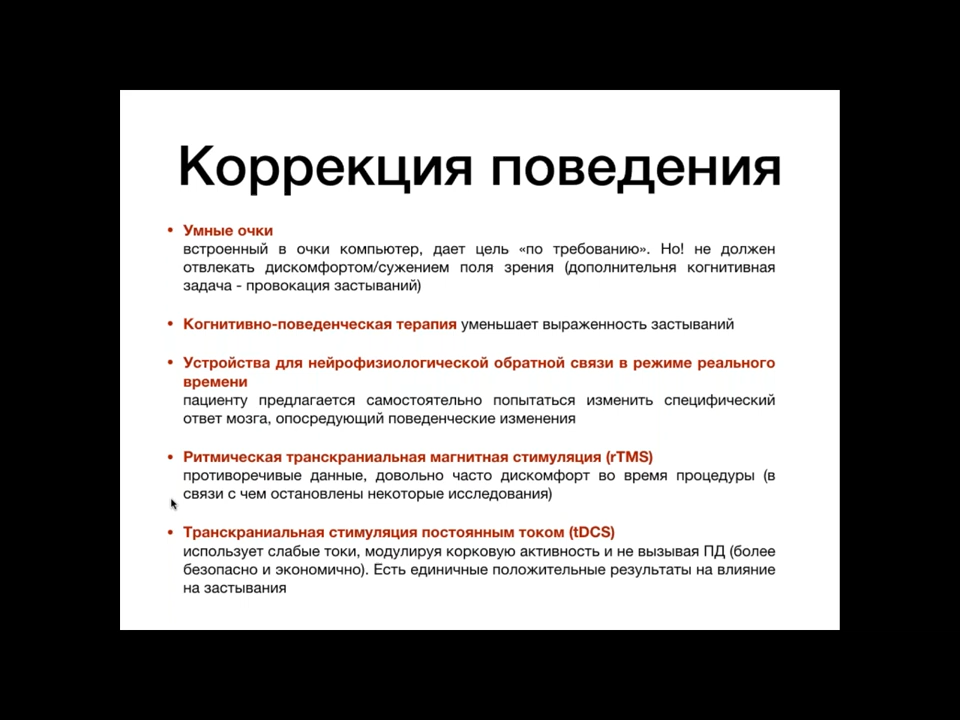 Коррекция поведения
• Умные очки
встроенный в очки компьютер, дает цель «по требованию». Но! не должен
отвлекать дискомфортом/сужением поля зрения (дополнительня когнитивная
задача - провокация застываний)
• Когнитивно-поведенческая терапия уменьшает выраженность застываний
• Устройства для нейрофизиологической обратной связи в режиме реального
времени
пациенту предлагается самостоятельно попытаться изменить специфический
ответ мозга, опосредующий поведенческие изменения
• Ритмическая транскраниальная магнитная стимуляция (rTMS)
противоречивые данные, довольно часто дискомфорт во время процедуры (в
связи с чем остановлены некоторые исследования)
• Транскраниальная стимуляция постоянным током (tDCS)
использует слабые токи, модулируя корковую активность и не вызывая ПД (более
безопасно и экономично). Есть единичные положительные результаты на влияние
на застывания